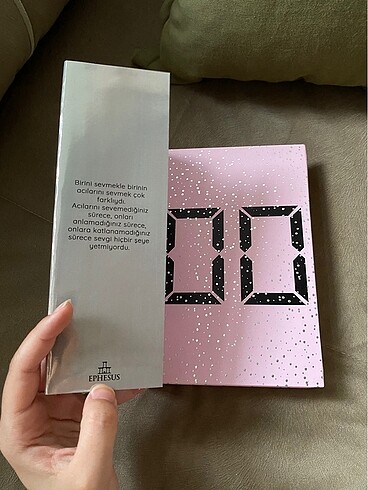 Birini sevmekle birinin
acılarını sevmek çok
farklıydı.
Acılarını sevemediğiniz
sürece, onları
anlamadığınız sürece,
onlara katlanamadığınız
sürece sevgi hiçbir şeye
yetmiyordu.
EPHESUS
00